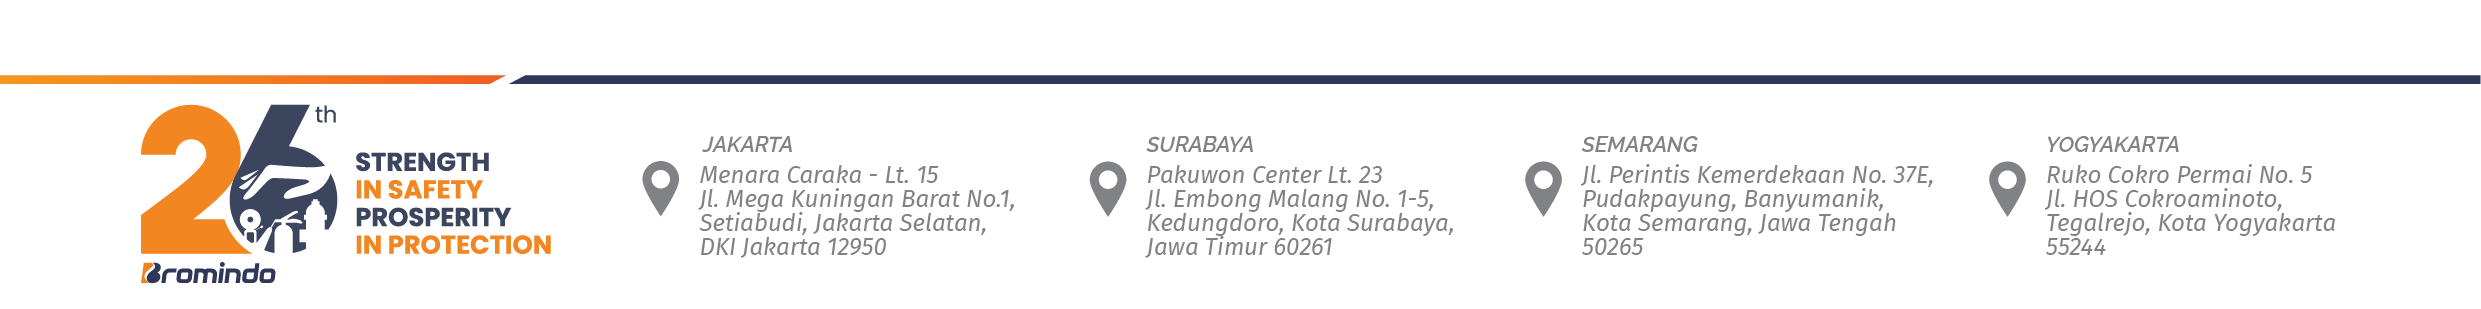 26th
STRENGTH
IN SAFETY
PROSPERITY
IN PROTECTION
Bromindo
JAKARTA
Menara Caraka - Lt. 15
Jl. Mega Kuningan Barat No.1,
Setiabudi, Jakarta Selatan,
DKI Jakarta 12950
SURABAYA
Pakuwon Center Lt. 23
Jl. Embong Malang No. 1-5,
Kedungdoro, Kota Surabaya,
Jawa Timur 60261
SEMARANG
Jl. Perintis Kemerdekaan No. 37E,
Pudakpayung, Banyumanik,
Kota Semarang, Jawa Tengah
50265
YOGYAKARTA
Ruko Cokro Permai No. 5
Jl. HOS Cokroaminoto,
Tegalrejo, Kota Yogyakarta
55244